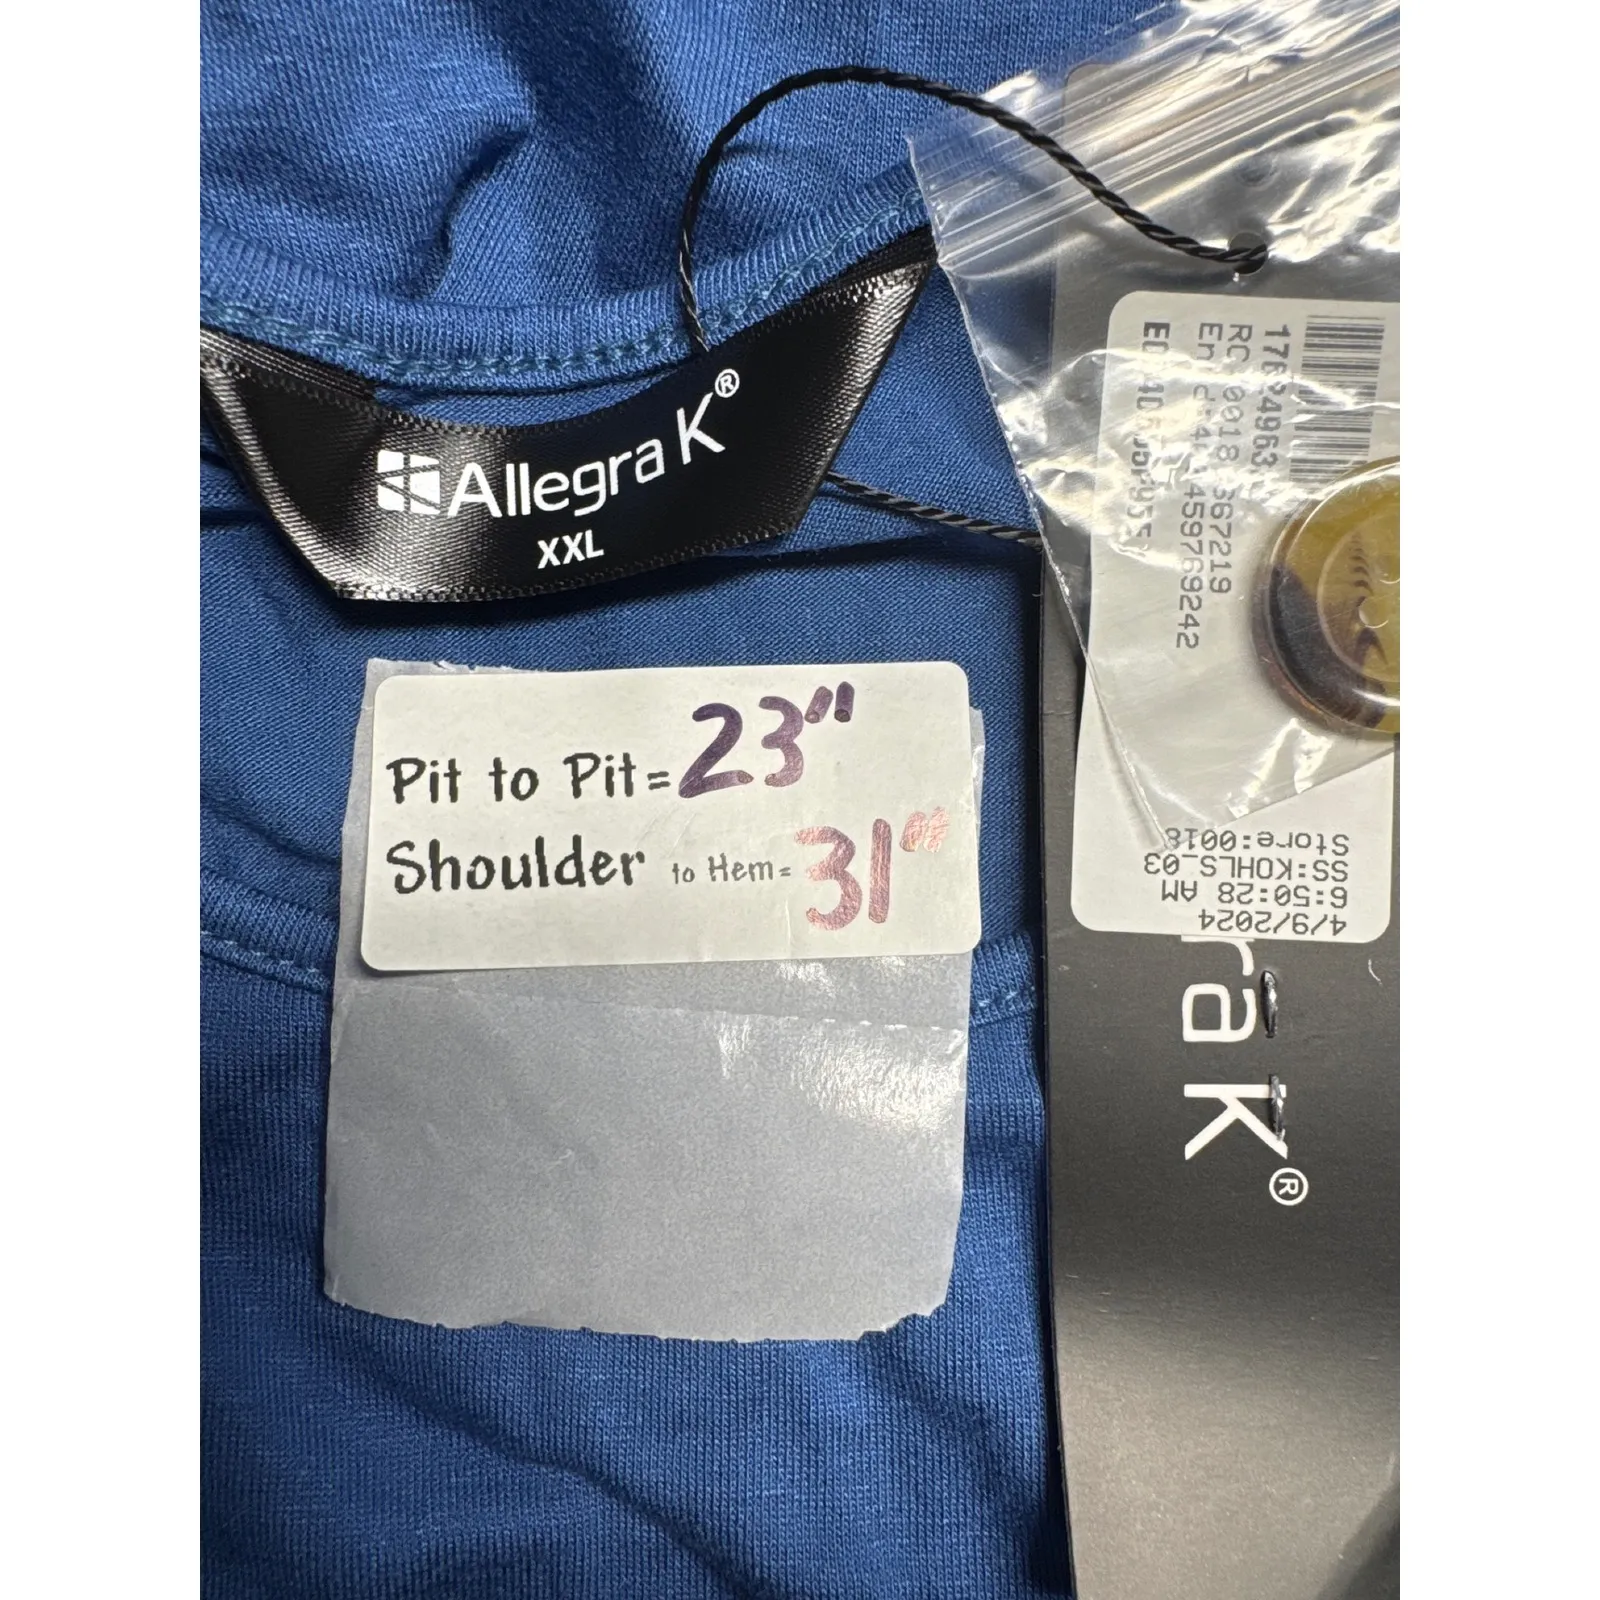 Allegra K®
XXL
Pit to Pit = 23"
Shoulder to Hem = 31"
4/9/2024
6:50:28 AM
SS:KOHLS_03
Store:0018
ra K®